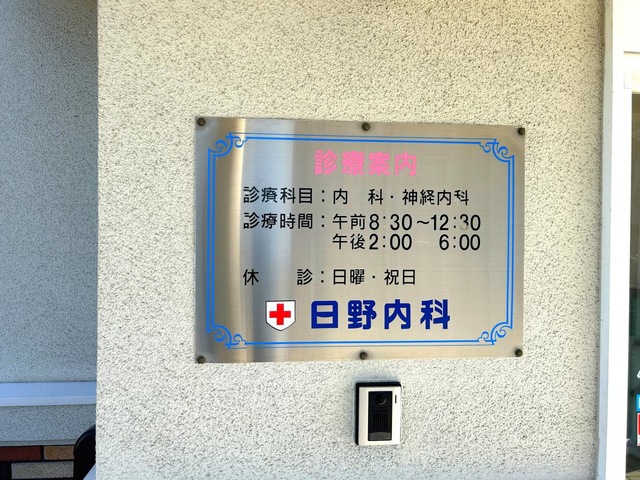 診療案内
診療科目：内　科・神経内科
診療時間：午前 8:30～12:30
午後 2:00　6:00
休　　診：日曜・祝日
日野内科